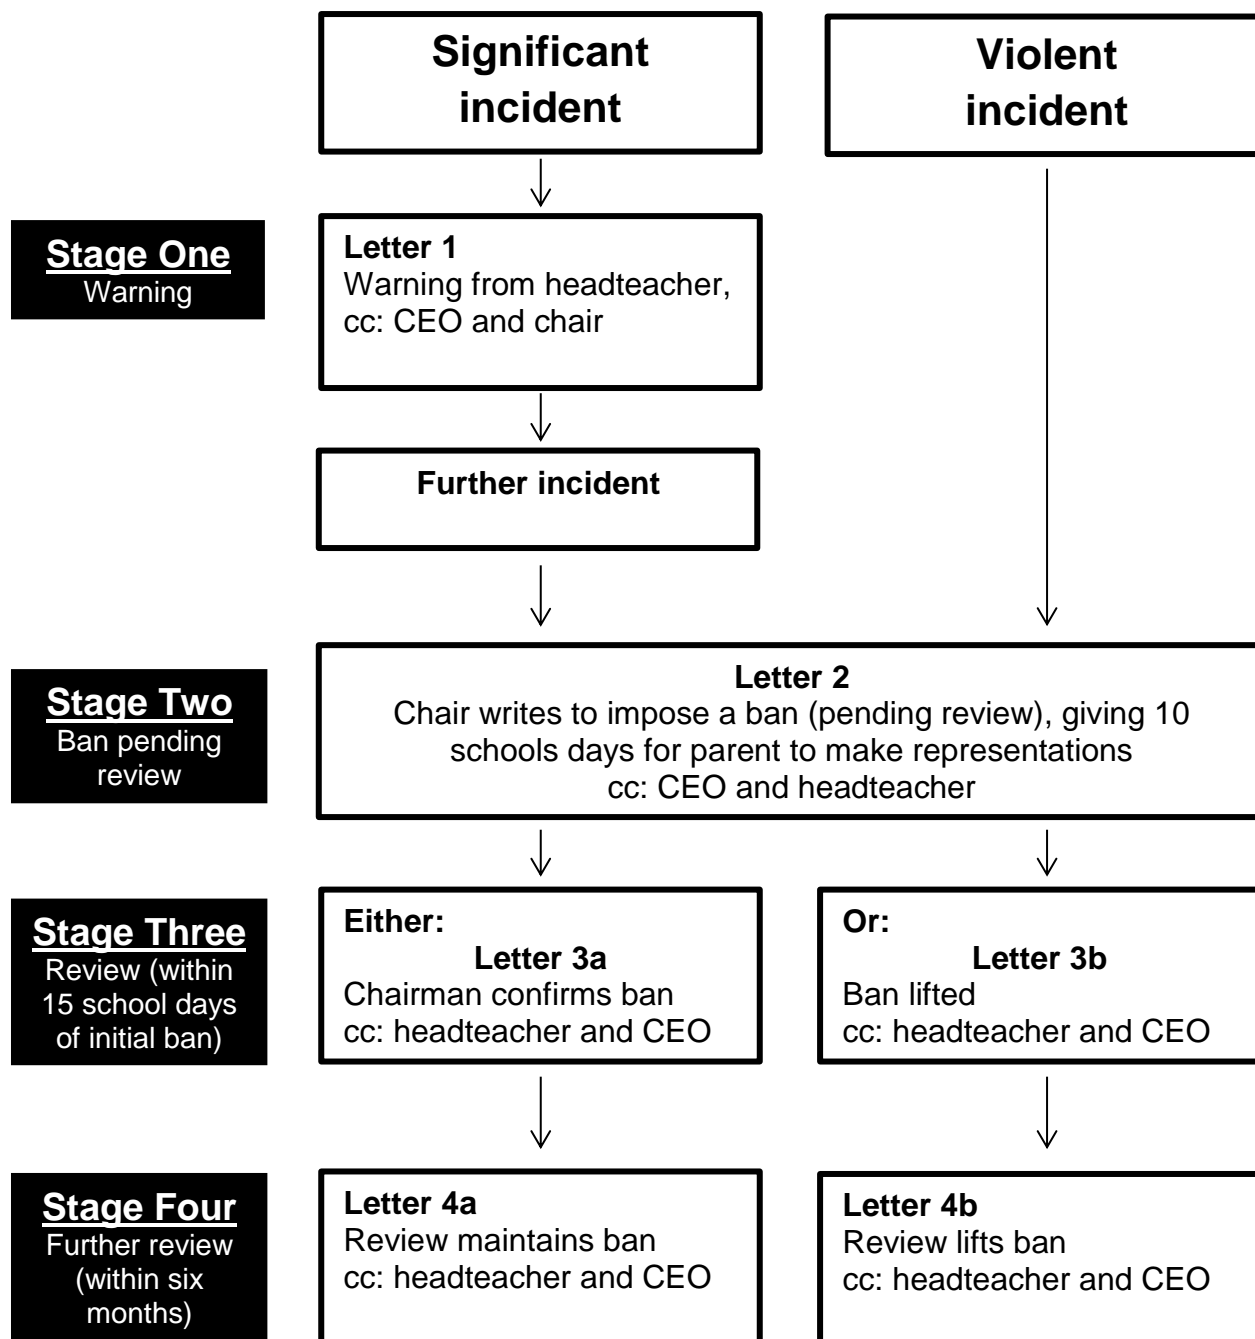 Significant
incident
Violent
incident
Stage One
Warning
Letter 1
Warning from headteacher,
cc: CEO and chair
Further incident
Stage Two
Ban pending
review
Letter 2
Chair writes to impose a ban (pending review), giving 10
schools days for parent to make representations
cc: CEO and headteacher
Stage Three
Review (within
15 school days
of initial ban)
Either:
Letter 3a
Chairman confirms ban
cc: headteacher and CEO
Or:
Letter 3b
Ban lifted
cc: headteacher and CEO
Stage Four
Further review
(within six
months)
Letter 4a
Review maintains ban
cc: headteacher and CEO
Letter 4b
Review lifts ban
cc: headteacher and CEO